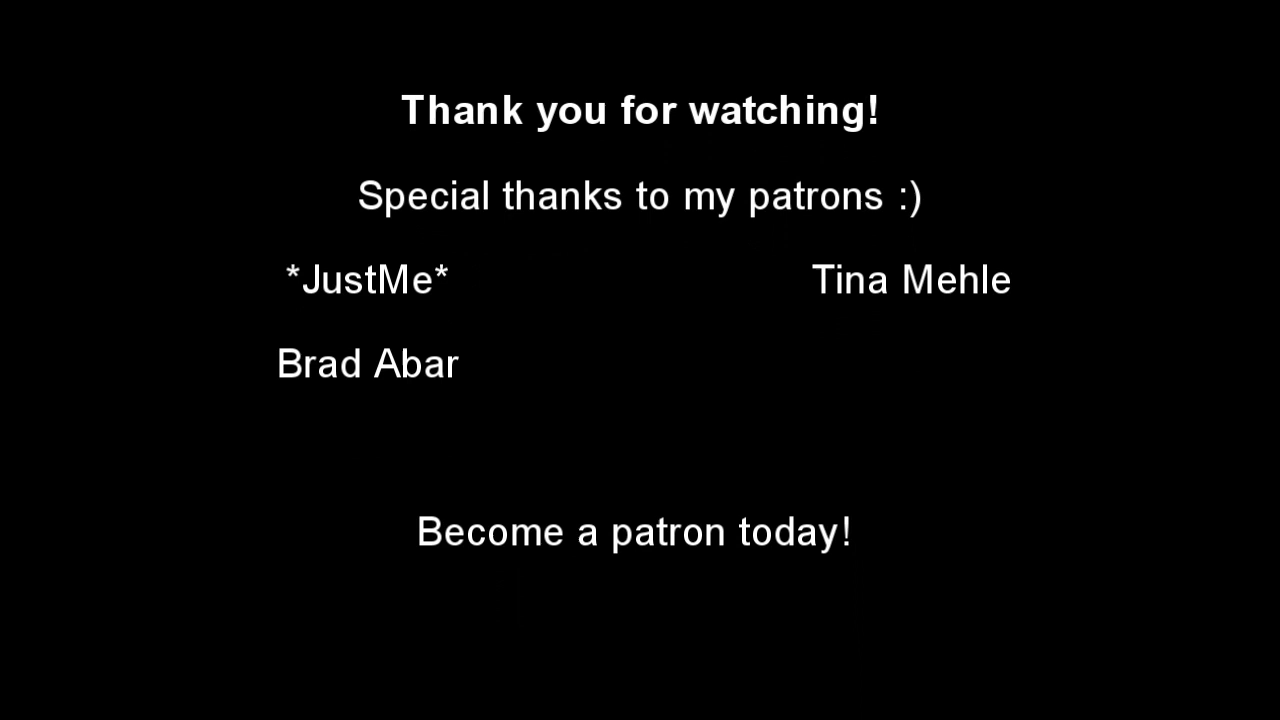 Thank you for watching!
Special thanks to my patrons :)
*JustMe* Tina Mehle
Brad Abar
Become a patron today!